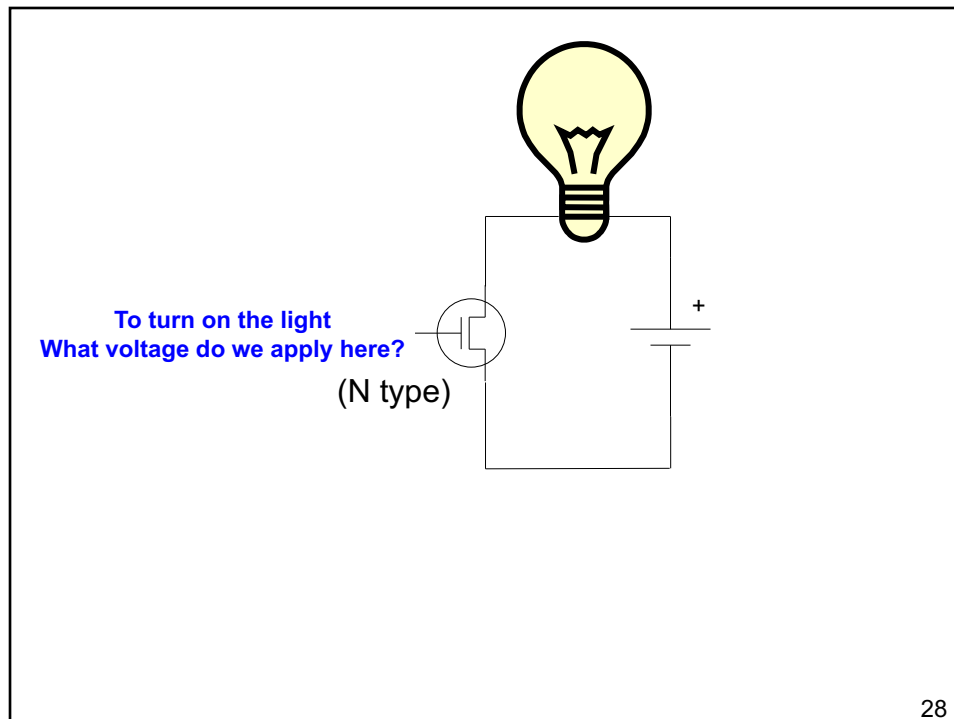 +
To turn on the light
What voltage do we apply here?
(N type)
28